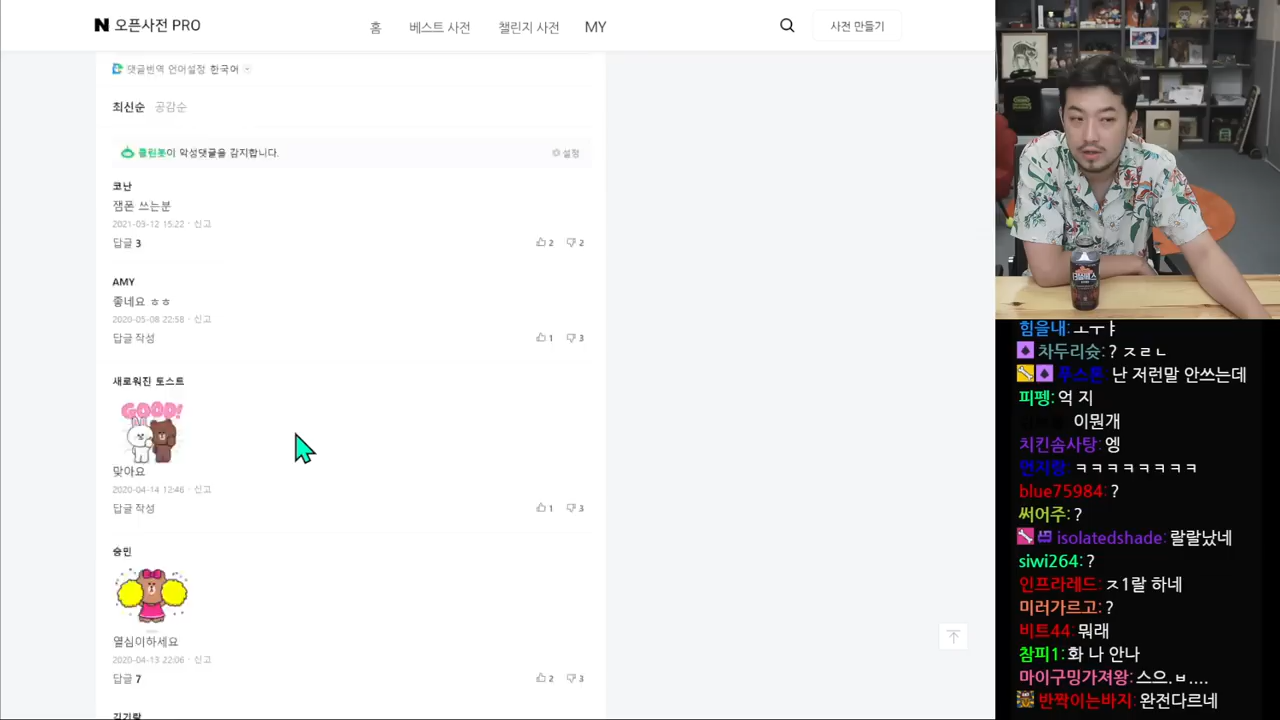 N 오픈사전 PRO
홈 베스트 사전 챌린지 사전 MY
사전 만들기
댓글번역 언어설정 한국어
최신순 공감순
클린봇이 악성댓글을 감지합니다.
설정
코난
잼폰 쓰는분
2021-03-12 15:22 · 신고
답글 3
2 2
AMY
좋네요 ㅎㅎ
2020-05-08 22:58 · 신고
답글 작성
1 3
새로워진 토스트
GOOD!
맞아요
2020-04-14 12:46 · 신고
답글 작성
1 3
승민
열심이하세요
2020-04-13 22:06 · 신고
답글 7
2 3
힘을내: ㅗㅜㅑ
차두리슛: ? ㅈㄹㄴ
푸스톤 난 저런말 안쓰는데
피펭: 억 지
이뭔개
치킨솜사탕: 엥
먼지랑: ㅋㅋㅋㅋㅋㅋㅋㅋ
blue75984: ?
써어주: ?
isolatedshade: 랄랄났네
siwi264: ?
인프라레드: ㅈ1랄 하네
미러가르고: ?
비트44: 뭐래
참피1: 화 나 안나
마이구밍가져왕: 스으.ㅂ....
반짝이는바지: 완전다르네